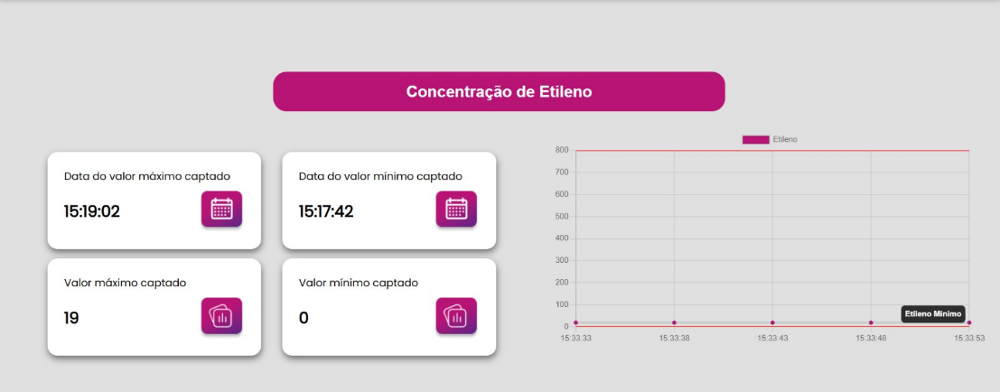 Concentração de Etileno
Data do valor máximo captado
15:19:02
Data do valor mínimo captado
15:17:42
Valor máximo captado
19
Valor mínimo captado
0
Etileno
800
700
600
500
400
300
200
100
0
Etileno Mínimo
15:33:33
15:33:38
15:33:43
15:33:48
15:33:53